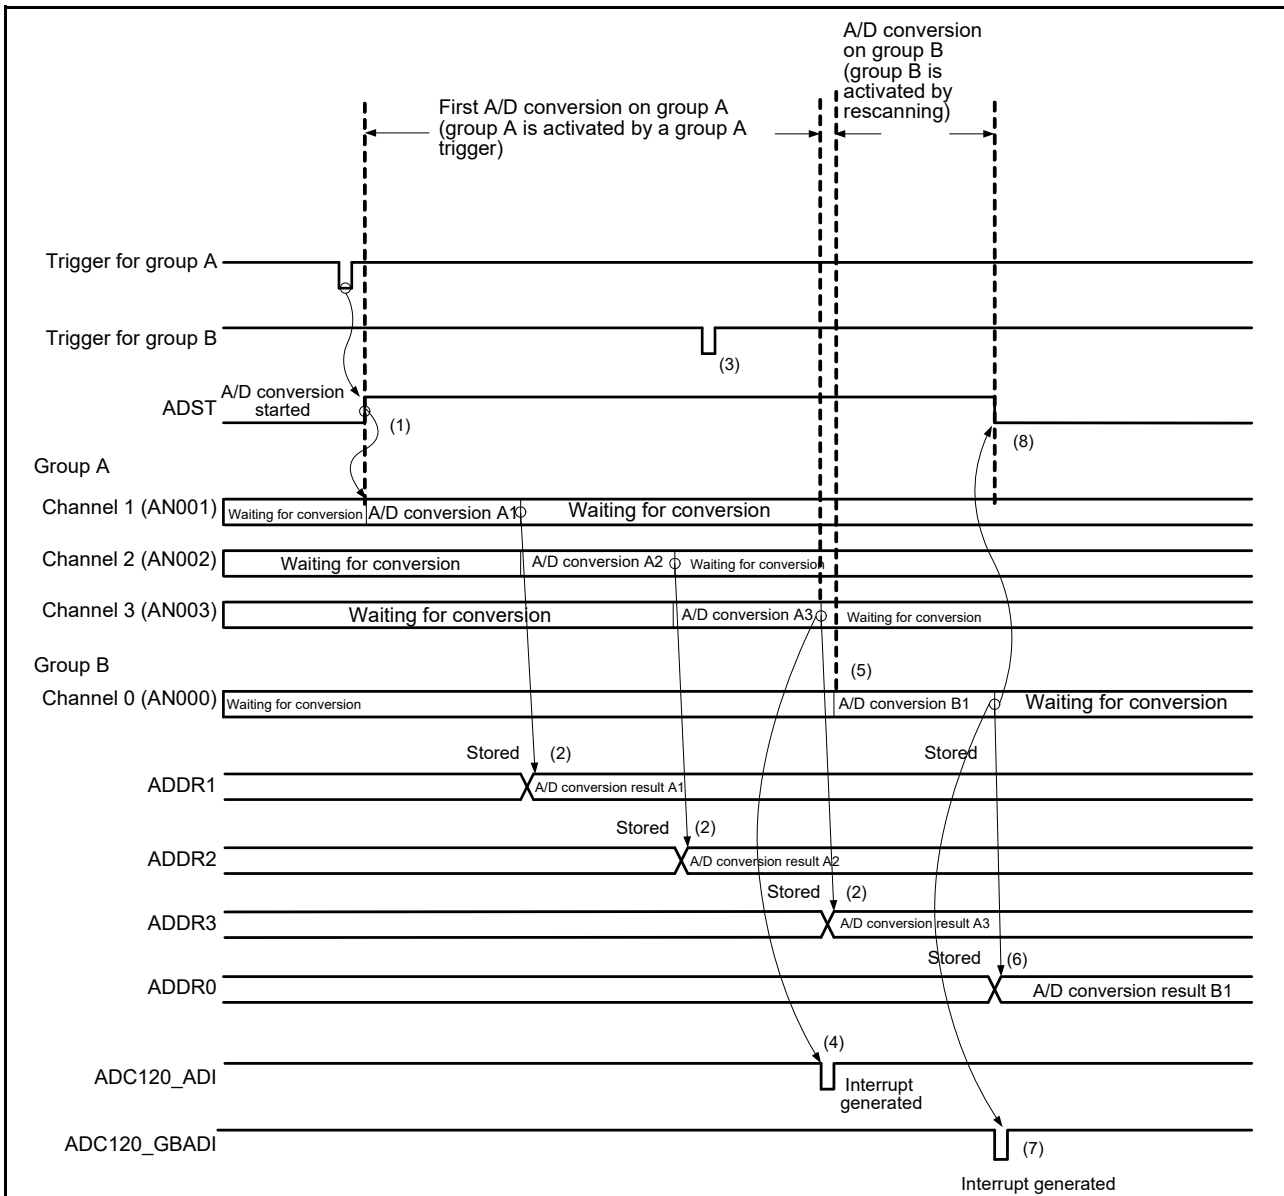 A/D conversion
on group B
(group B is
activated by
rescanning)
First A/D conversion on group A
(group A is activated by a group A
trigger)
Trigger for group A
Trigger for group B
(3)
A/D conversion
started
ADST
(1)
(8)
Group A
Channel 1 (AN001)
Waiting for conversion
A/D conversion A1
Waiting for conversion
Channel 2 (AN002)
Waiting for conversion
A/D conversion A2
Waiting for conversion
Channel 3 (AN003)
Waiting for conversion
A/D conversion A3
Waiting for conversion
Group B
(5)
Channel 0 (AN000)
Waiting for conversion
A/D conversion B1
Waiting for conversion
Stored
(2)
Stored
ADDR1
A/D conversion result A1
Stored
(2)
ADDR2
A/D conversion result A2
Stored
(2)
ADDR3
A/D conversion result A3
Stored
(6)
ADDR0
A/D conversion result B1
(4)
ADC120_ADI
Interrupt
generated
ADC120_GBADI
(7)
Interrupt generated